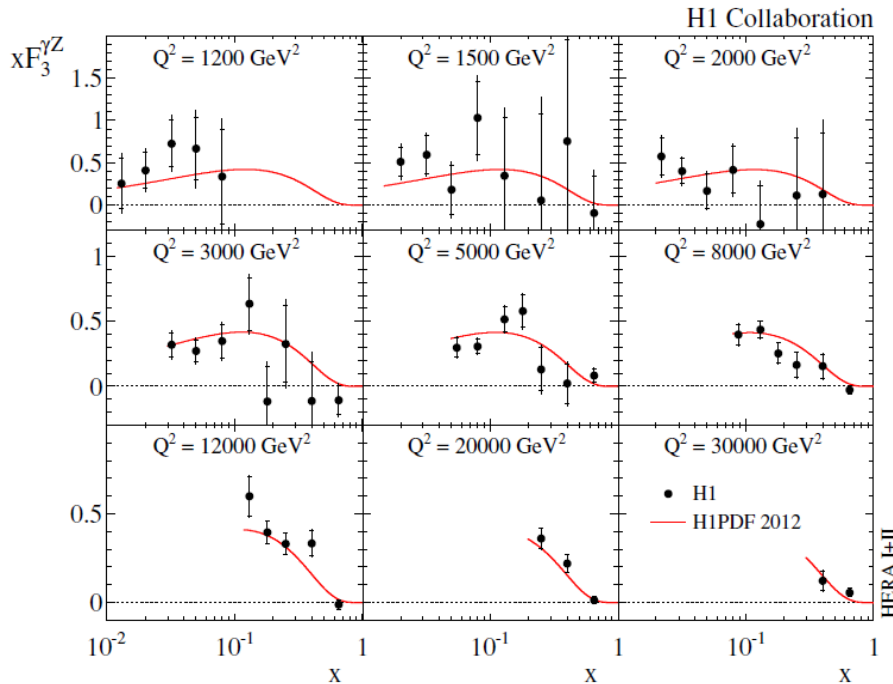 H1 Collaboration
xF₃^γZ
Q² = 1200 GeV²
Q² = 1500 GeV²
Q² = 2000 GeV²
1.5
1
0.5
0
Q² = 3000 GeV²
Q² = 5000 GeV²
Q² = 8000 GeV²
1
0.5
0
Q² = 12000 GeV²
Q² = 20000 GeV²
Q² = 30000 GeV²
H1
H1PDF 2012
0.5
0
HERA I+II
10⁻² 10⁻¹ 1 10⁻¹ 1 10⁻¹ 1
x x x